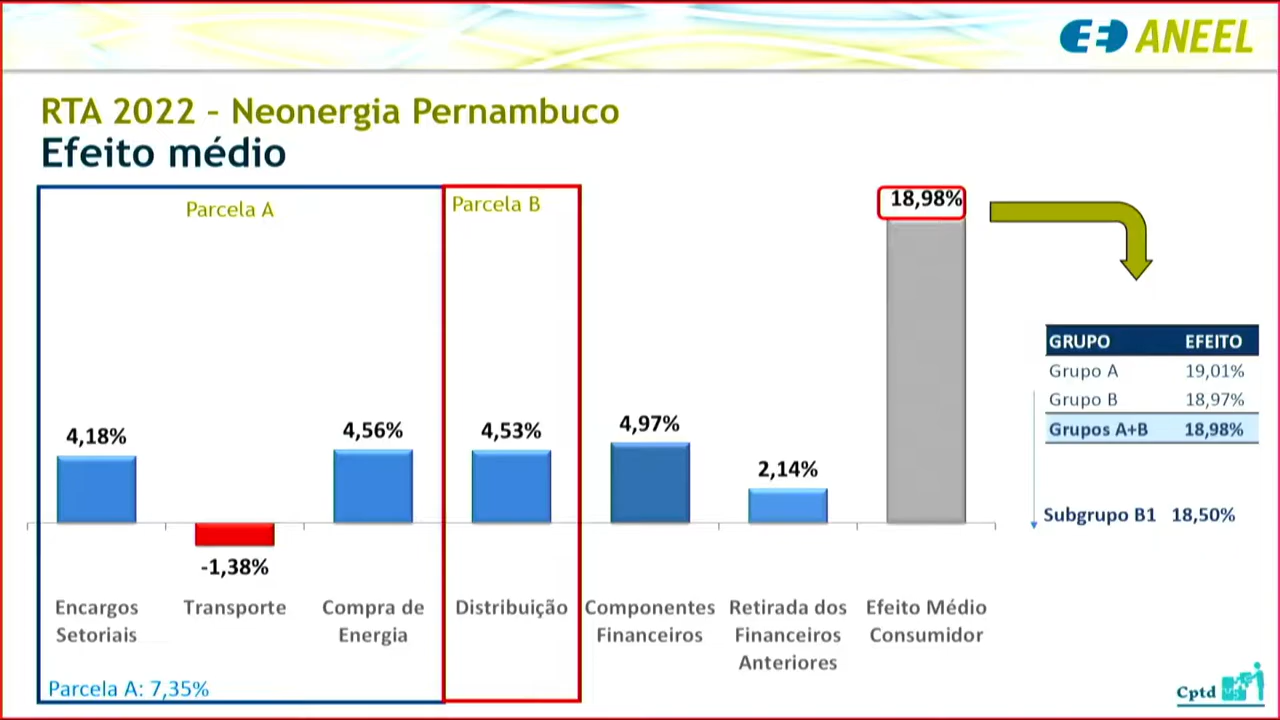 ANEEL
RTA 2022 – Neonergia Pernambuco
Efeito médio
Parcela A
Parcela B
18,98%
4,18%
-1,38%
4,56%
4,53%
4,97%
2,14%
Encargos
Setoriais
Transporte
Compra de
Energia
Distribuição
Componentes
Financeiros
Retirada dos
Financeiros
Anteriores
Efeito Médio
Consumidor
Parcela A: 7,35%
GRUPO EFEITO
Grupo A 19,01%
Grupo B 18,97%
Grupos A+B 18,98%
Subgrupo B1 18,50%
Cptd